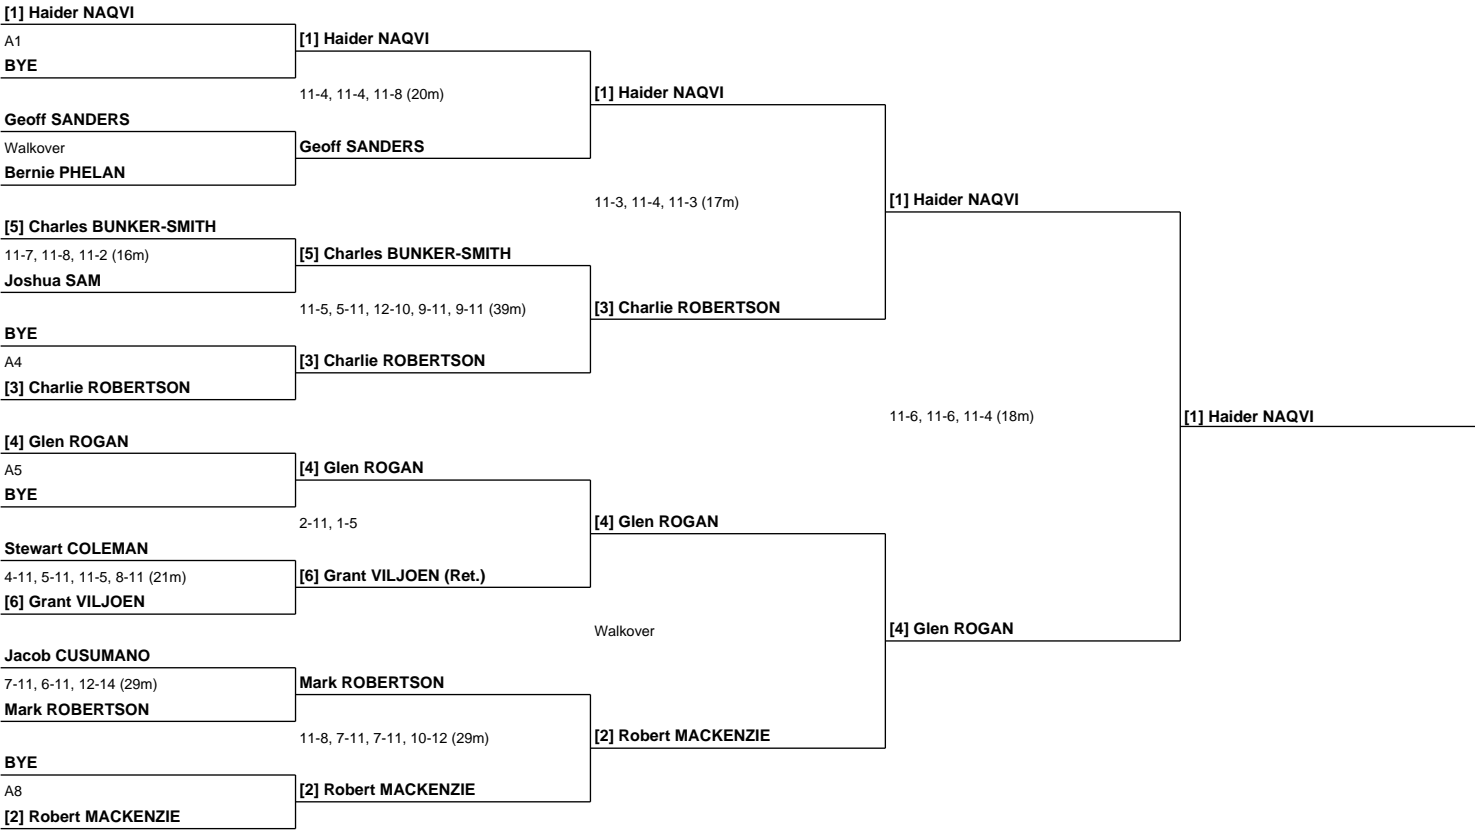 [1] Haider NAQVI
A1
BYE
Geoff SANDERS
Walkover
Bernie PHELAN
[5] Charles BUNKER-SMITH
11-7, 11-8, 11-2 (16m)
Joshua SAM
BYE
A4
[3] Charlie ROBERTSON
[4] Glen ROGAN
A5
BYE
Stewart COLEMAN
4-11, 5-11, 11-5, 8-11 (21m)
[6] Grant VILJOEN
Jacob CUSUMANO
7-11, 6-11, 12-14 (29m)
Mark ROBERTSON
BYE
A8
[2] Robert MACKENZIE
[1] Haider NAQVI
11-4, 11-4, 11-8 (20m)
Geoff SANDERS
[5] Charles BUNKER-SMITH
11-5, 5-11, 12-10, 9-11, 9-11 (39m)
[3] Charlie ROBERTSON
[4] Glen ROGAN
2-11, 1-5
[6] Grant VILJOEN (Ret.)
Mark ROBERTSON
11-8, 7-11, 7-11, 10-12 (29m)
[2] Robert MACKENZIE
[1] Haider NAQVI
11-3, 11-4, 11-3 (17m)
[3] Charlie ROBERTSON
[4] Glen ROGAN
Walkover
[2] Robert MACKENZIE
[1] Haider NAQVI
11-6, 11-6, 11-4 (18m)
[4] Glen ROGAN
[1] Haider NAQVI